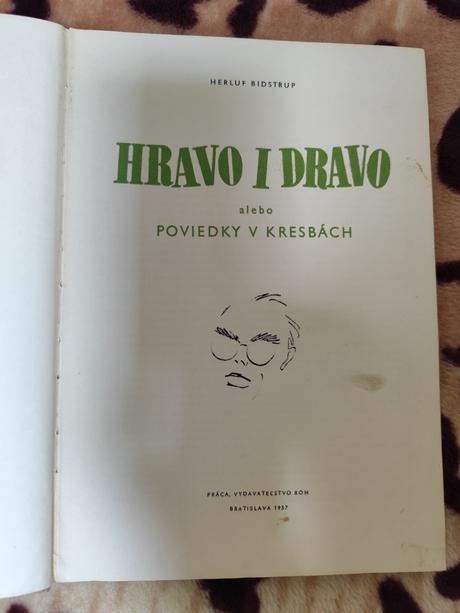 HERLUF BIDSTRUP
HRAVO I DRAVO
alebo
POVIEDKY V KRESBÁCH
PRÁCA, VYDAVATEĽSTVO ROH
BRATISLAVA 1957